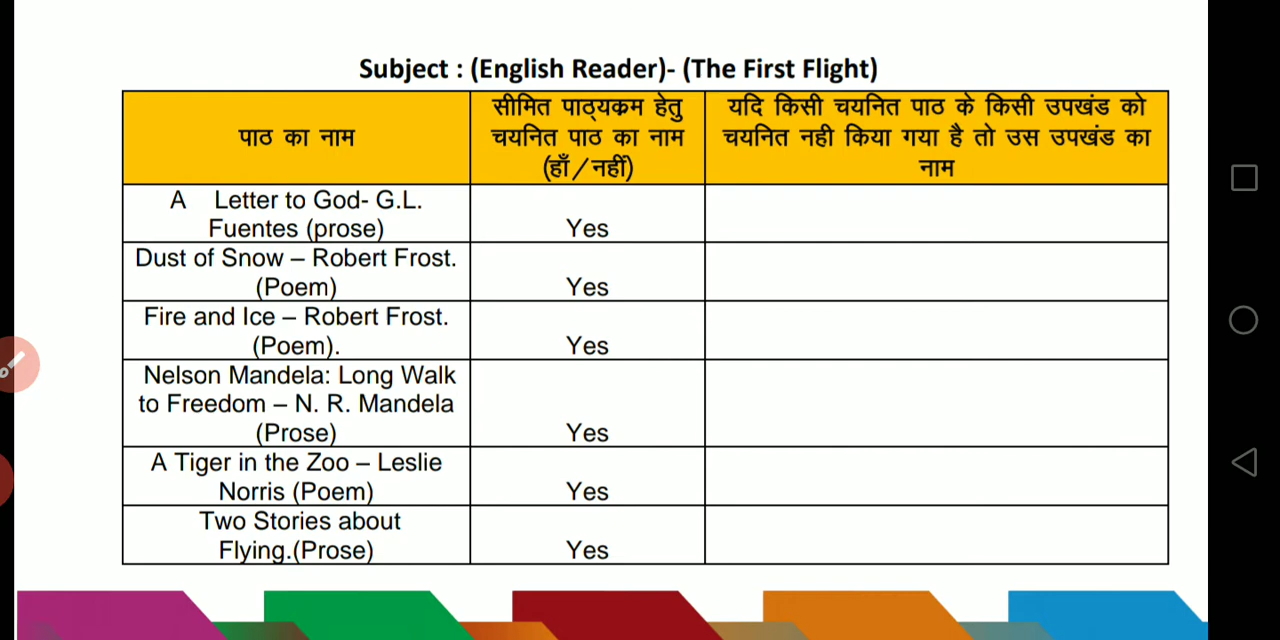 Subject : (English Reader)- (The First Flight)
पाठ का नाम
सीमित पाठ्यक्रम हेतु
चयनित पाठ का नाम
(हाँ/नहीं)
यदि किसी चयनित पाठ के किसी उपखंड को
चयनित नही किया गया है तो उस उपखंड का
नाम
A Letter to God- G.L.
Fuentes (prose)
Yes
Dust of Snow – Robert Frost.
(Poem)
Yes
Fire and Ice – Robert Frost.
(Poem).
Yes
Nelson Mandela: Long Walk
to Freedom – N. R. Mandela
(Prose)
Yes
A Tiger in the Zoo – Leslie
Norris (Poem)
Yes
Two Stories about
Flying.(Prose)
Yes